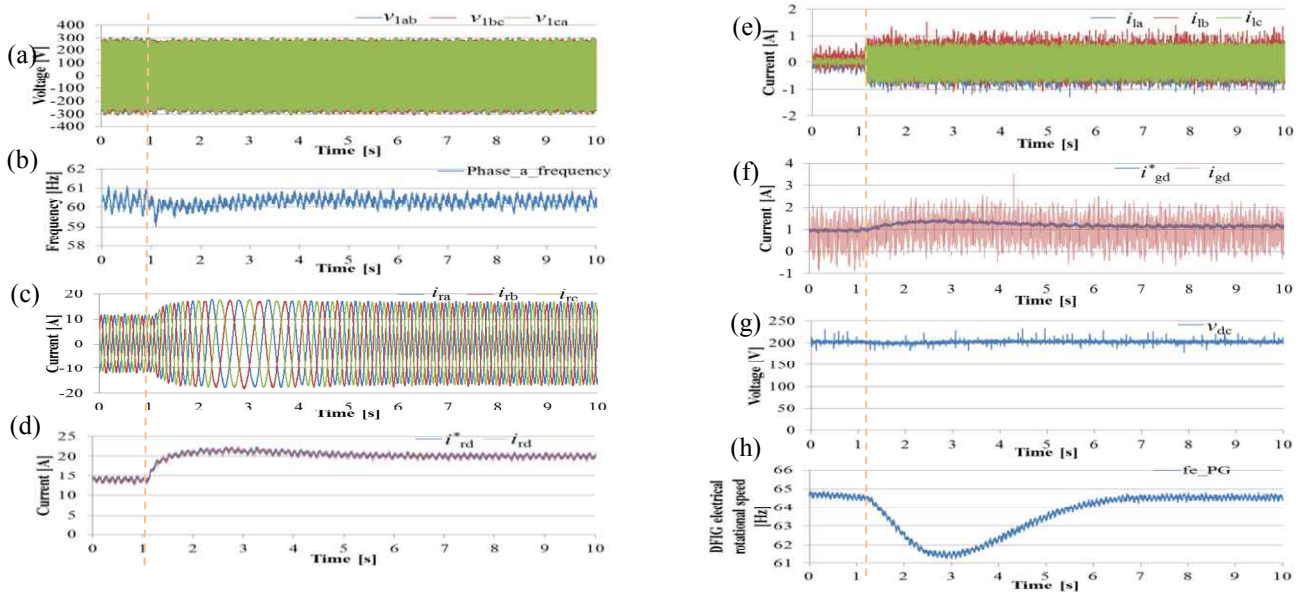 (a)
v1ab v1bc v1ca
Voltage [V]
400
300
200
100
0
-100
-200
-300
-400
0 1 2 3 4 5 6 7 8 9 10
Time [s]
(b)
Phase_a_frequency
Frequency [Hz]
62
61
60
59
58
0 1 2 3 4 5 6 7 8 9 10
Time [s]
(c)
ira irb irc
Current [A]
20
10
0
-10
-20
0 1 2 3 4 5 6 7 8 9 10
Time [s]
(d)
i*rd ird
Current [A]
25
20
15
10
5
0
0 1 2 3 4 5 6 7 8 9 10
Time [s]
(e)
ila ilb ilc
Current [A]
2
1
0
-1
-2
0 1 2 3 4 5 6 7 8 9 10
Time [s]
(f)
i*gd igd
Current [A]
4
3
2
1
0
-1
0 1 2 3 4 5 6 7 8 9 10
Time [s]
(g)
vdc
Voltage [V]
250
200
150
100
50
0
0 1 2 3 4 5 6 7 8 9 10
Time [s]
(h)
fe_PG
DFIG electrical
rotational speed
[Hz]
66
65
64
63
62
61
0 1 2 3 4 5 6 7 8 9 10
Time [s]